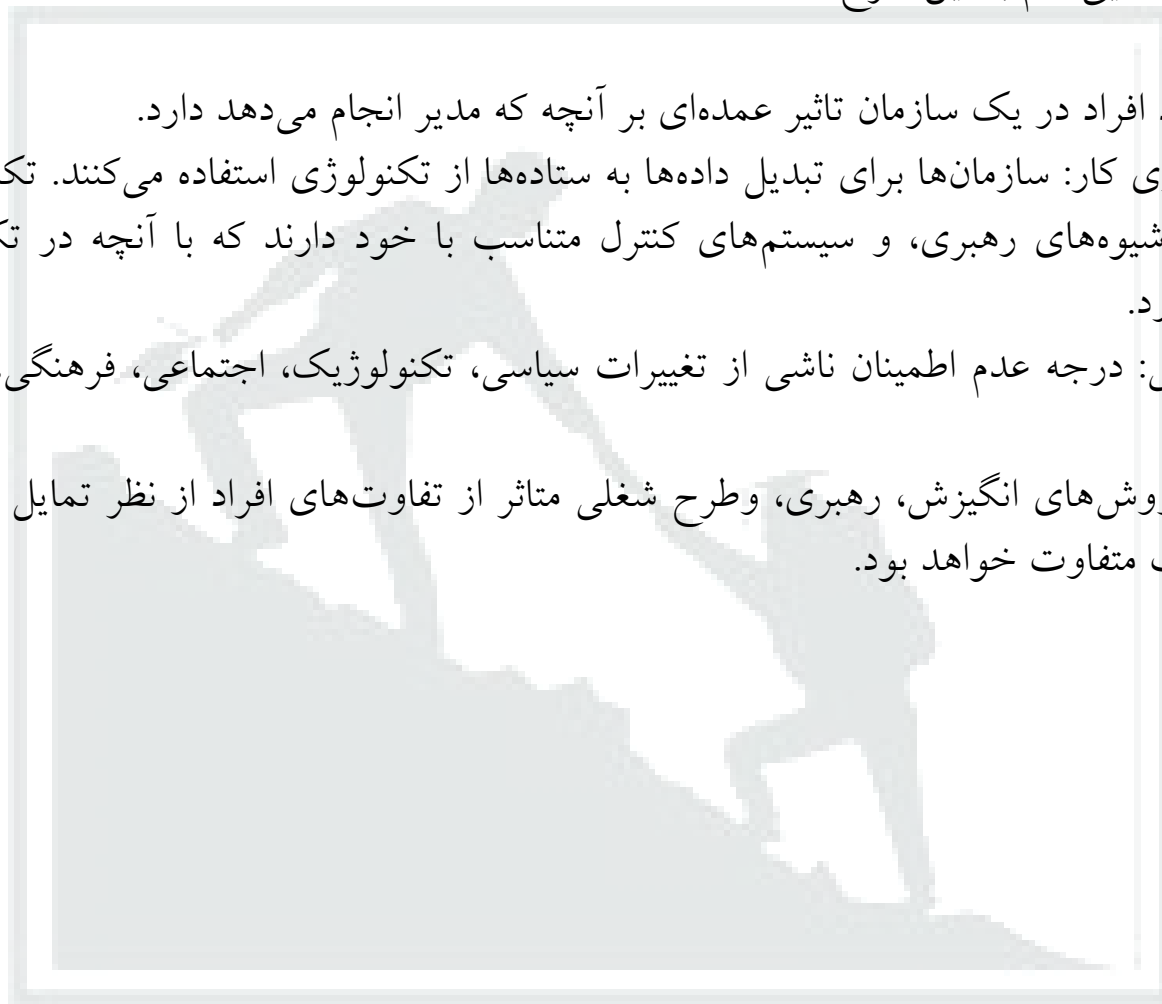 افراد در یک سازمان تاثیر عمده‌ای بر آنچه که مدیر انجام می‌دهد دارد.
کار: سازمان‌ها برای تبدیل داده‌ها به ستاده‌ها از تکنولوژی استفاده می‌کنند.
شیوه‌های رهبری، و سیستم‌های کنترل متناسب با خود دارند که با آنچه در
درجه عدم اطمینان ناشی از تغییرات سیاسی، تکنولوژیک، اجتماعی، فرهنگی
روش‌های انگیزش، رهبری، وطرح شغلی متاثر از تفاوت‌های افراد از نظر تمایل
متفاوت خواهد بود.